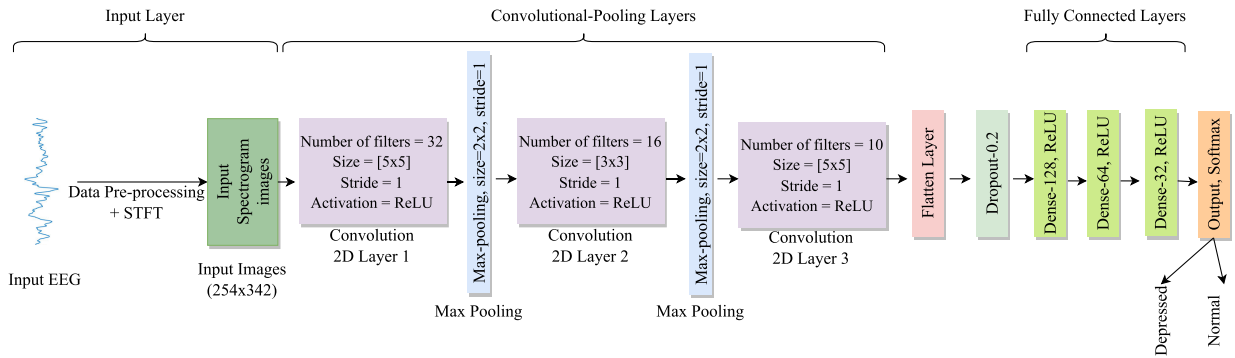 Input Layer
Convolutional-Pooling Layers
Fully Connected Layers
Input EEG
Data Pre-processing
+ STFT
Input
Spectrogram
images
Input Images
(254x342)
Number of filters = 32
Size = [5x5]
Stride = 1
Activation = ReLU
Convolution
2D Layer 1
Max-pooling, size=2x2, stride=1
Max Pooling
Number of filters = 16
Size = [3x3]
Stride = 1
Activation = ReLU
Convolution
2D Layer 2
Max-pooling, size=2x2, stride=1
Max Pooling
Number of filters = 10
Size = [5x5]
Stride = 1
Activation = ReLU
Convolution
2D Layer 3
Flatten Layer
Dropout-0.2
Dense-128, ReLU
Dense-64, ReLU
Dense-32, ReLU
Output, Softmax
Depressed
Normal